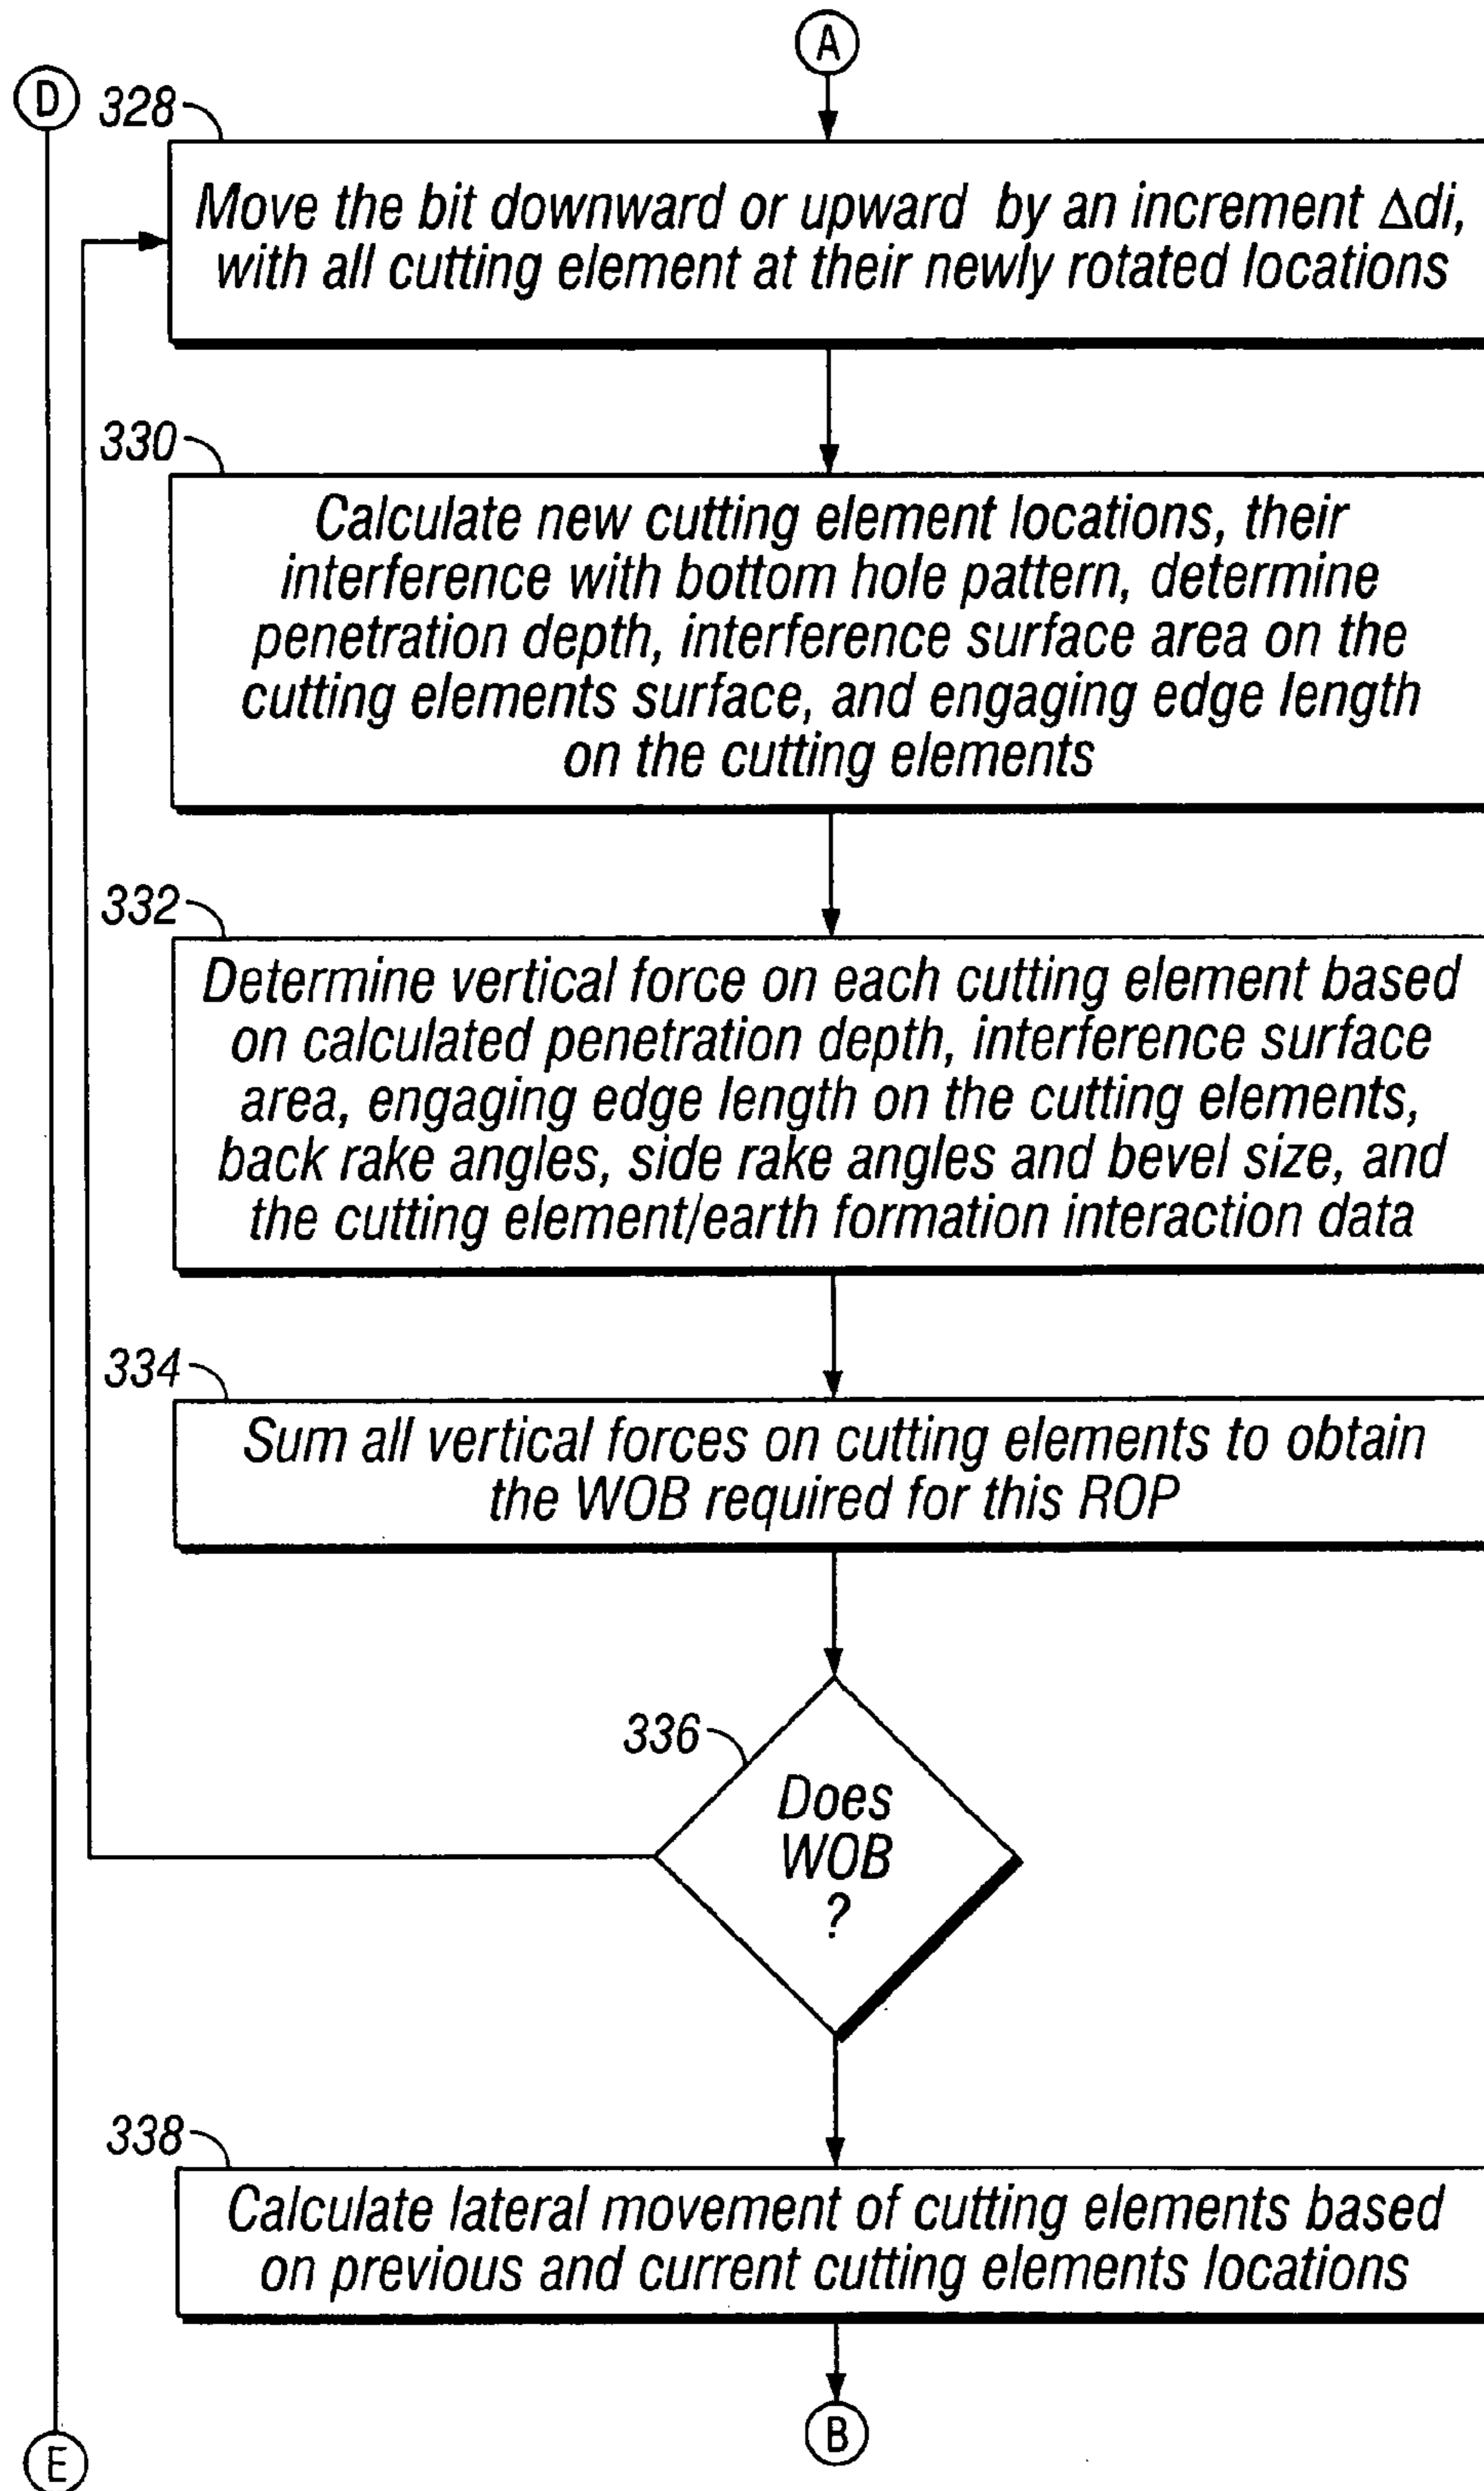 A
D
328
Move the bit downward or upward by an increment Δdi,
with all cutting element at their newly rotated locations
330
Calculate new cutting element locations, their
interference with bottom hole pattern, determine
penetration depth, interference surface area on the
cutting elements surface, and engaging edge length
on the cutting elements
332
Determine vertical force on each cutting element based
on calculated penetration depth, interference surface
area, engaging edge length on the cutting elements,
back rake angles, side rake angles and bevel size, and
the cutting element/earth formation interaction data
334
Sum all vertical forces on cutting elements to obtain
the WOB required for this ROP
336
Does
WOB
?
338
Calculate lateral movement of cutting elements based
on previous and current cutting elements locations
B
E